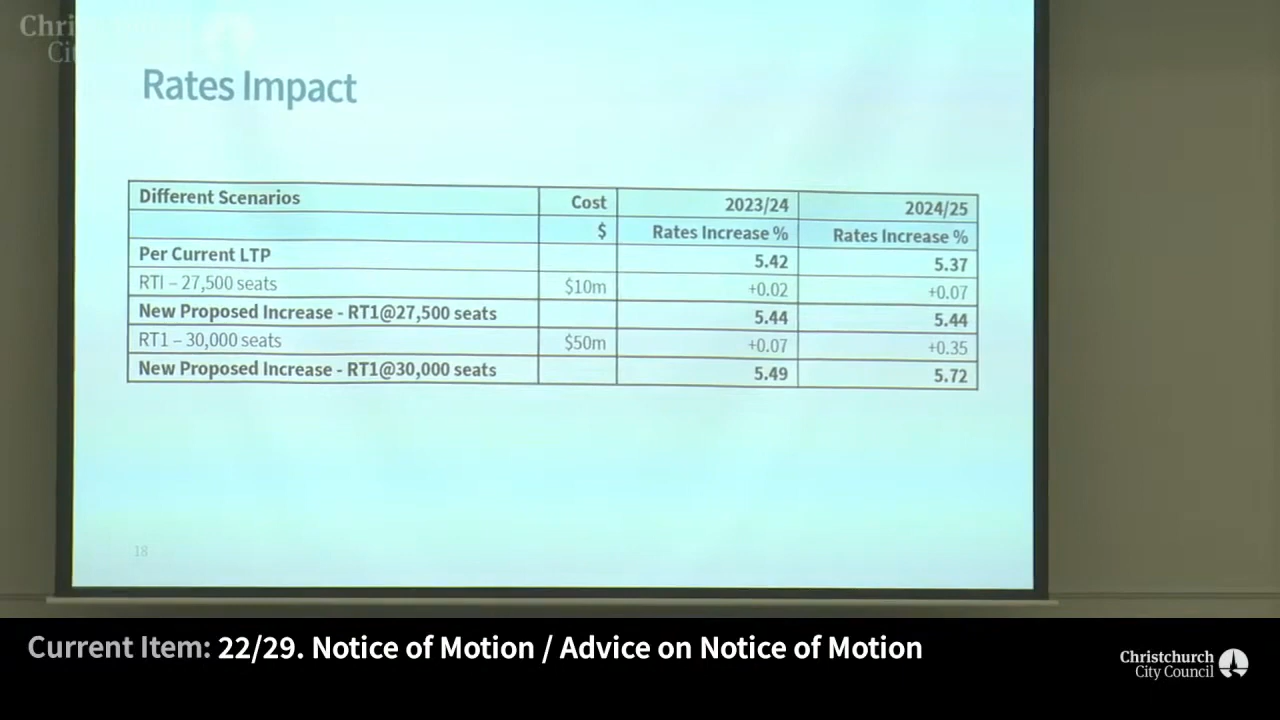 Christchurch
City Council
Rates Impact
Different Scenarios Cost 2023/24 2024/25
$ Rates Increase % Rates Increase %
Per Current LTP 5.42 5.37
RTI – 27,500 seats $10m +0.02 +0.07
New Proposed Increase - RT1@27,500 seats 5.44 5.44
RT1 – 30,000 seats $50m +0.07 +0.35
New Proposed Increase - RT1@30,000 seats 5.49 5.72
18
Current Item: 22/29. Notice of Motion / Advice on Notice of Motion
Christchurch
City Council